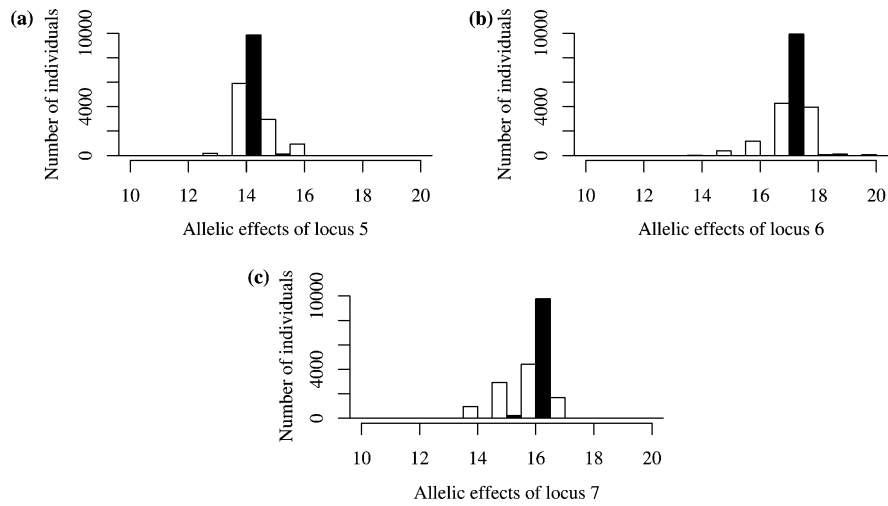 (a)
Number of individuals
0 4000 10000
10 12 14 16 18 20
Allelic effects of locus 5
(b)
Number of individuals
0 4000 10000
10 12 14 16 18 20
Allelic effects of locus 6
(c)
Number of individuals
0 4000 10000
10 12 14 16 18 20
Allelic effects of locus 7